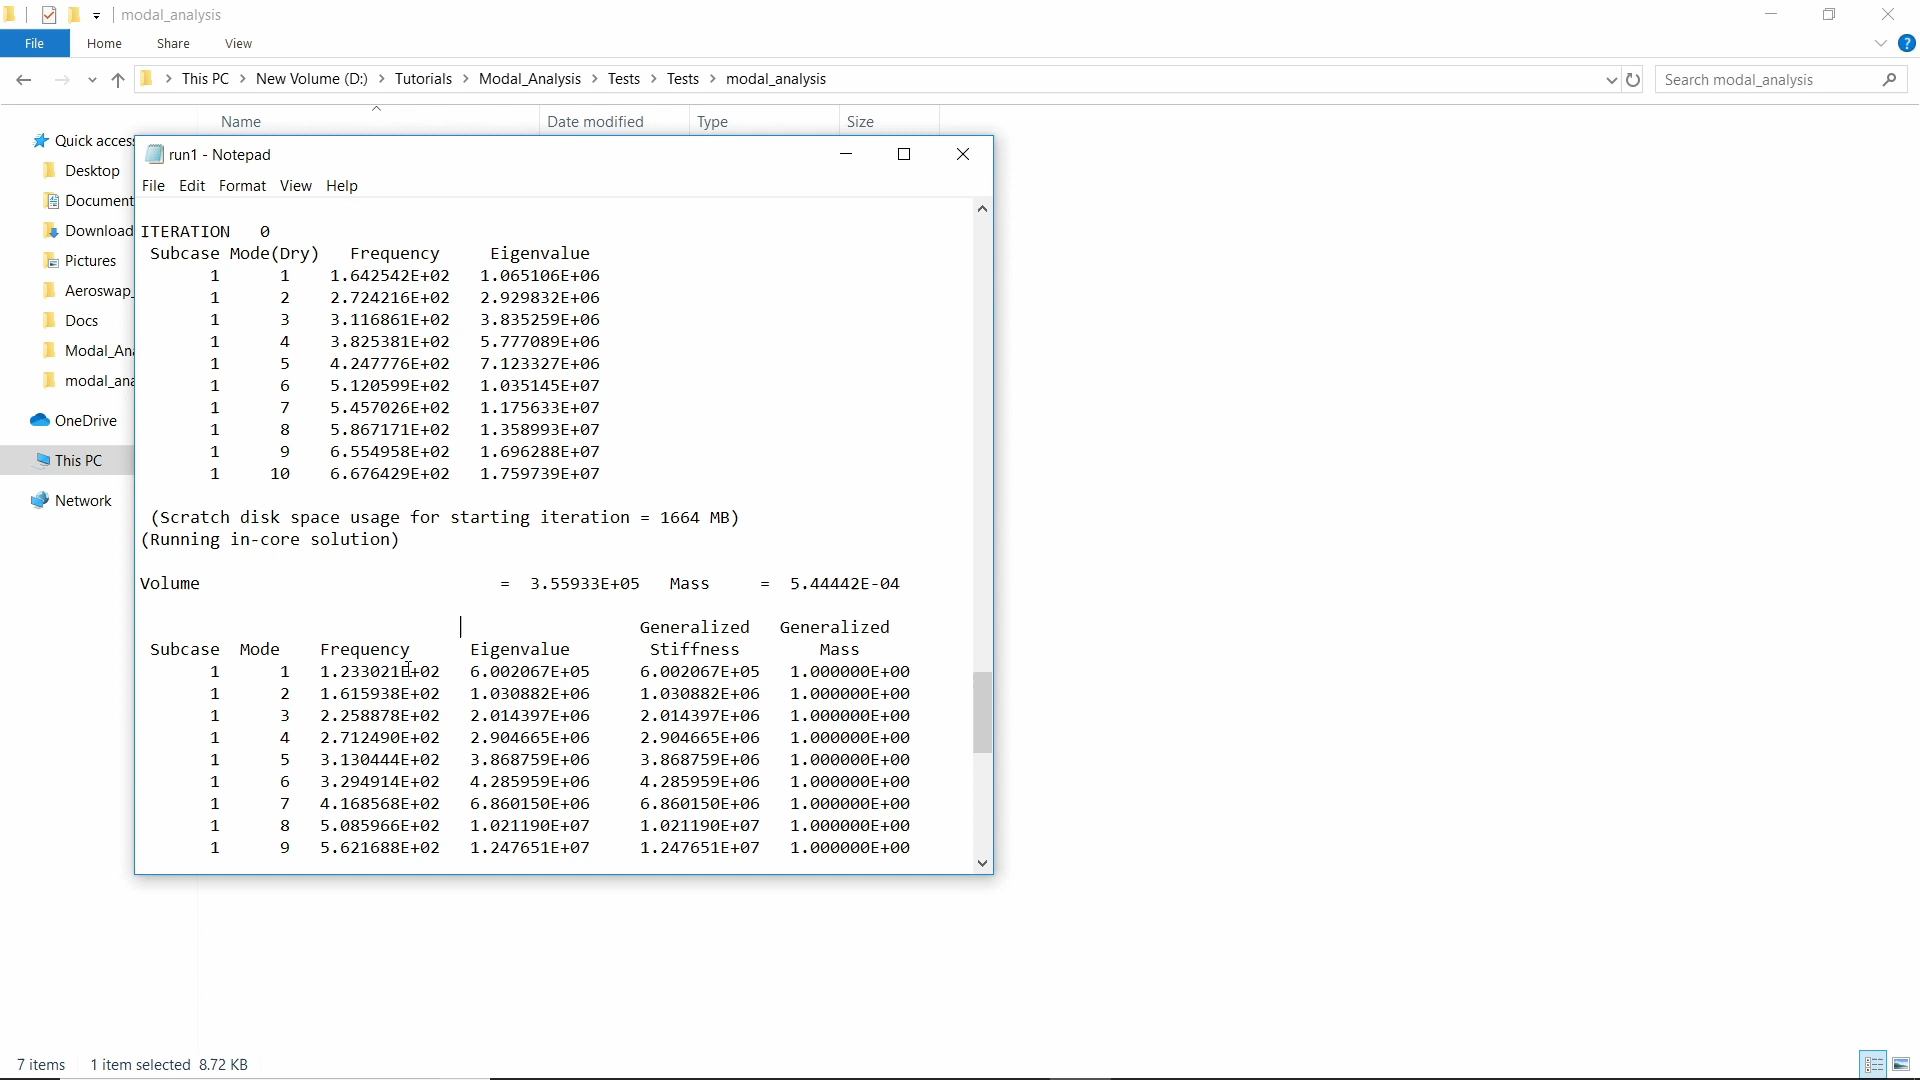 modal_analysis
File Home Share View
This PC > New Volume (D:) > Tutorials > Modal_Analysis > Tests > Tests > modal_analysis
Search modal_analysis
Name Date modified Type Size
Quick acces
Desktop
Document
Download
Pictures
Aeroswap_
Docs
Modal_Ana
modal_ana
OneDrive
This PC
Network
run1 - Notepad
File Edit Format View Help
ITERATION 0
Subcase Mode(Dry) Frequency Eigenvalue
1 1 1.642542E+02 1.065106E+06
1 2 2.724216E+02 2.929832E+06
1 3 3.116861E+02 3.835259E+06
1 4 3.825381E+02 5.777089E+06
1 5 4.247776E+02 7.123327E+06
1 6 5.120599E+02 1.035145E+07
1 7 5.457026E+02 1.175633E+07
1 8 5.867171E+02 1.358993E+07
1 9 6.554958E+02 1.696288E+07
1 10 6.676429E+02 1.759739E+07
(Scratch disk space usage for starting iteration = 1664 MB)
(Running in-core solution)
Volume = 3.55933E+05 Mass = 5.44442E-04
Generalized Generalized
Subcase Mode Frequency Eigenvalue Stiffness Mass
1 1 1.233021E+02 6.002067E+05 6.002067E+05 1.000000E+00
1 2 1.615938E+02 1.030882E+06 1.030882E+06 1.000000E+00
1 3 2.258878E+02 2.014397E+06 2.014397E+06 1.000000E+00
1 4 2.712490E+02 2.904665E+06 2.904665E+06 1.000000E+00
1 5 3.130444E+02 3.868759E+06 3.868759E+06 1.000000E+00
1 6 3.294914E+02 4.285959E+06 4.285959E+06 1.000000E+00
1 7 4.168568E+02 6.860150E+06 6.860150E+06 1.000000E+00
1 8 5.085966E+02 1.021190E+07 1.021190E+07 1.000000E+00
1 9 5.621688E+02 1.247651E+07 1.247651E+07 1.000000E+00
7 items 1 item selected 8.72 KB